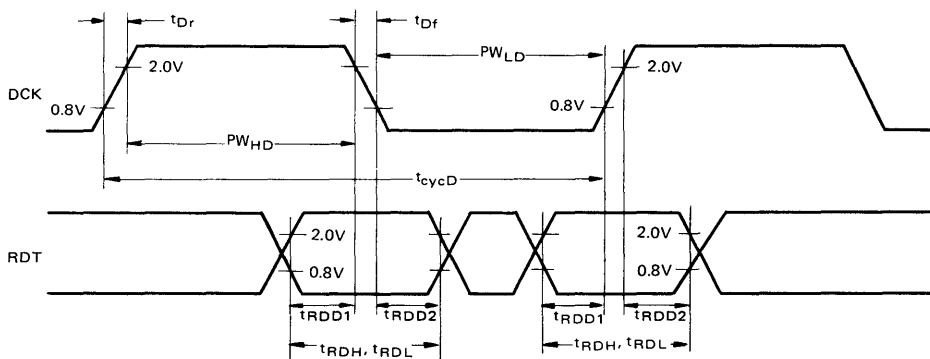 tDr
tDf
PWLD
2.0V
2.0V
DCK
0.8V
0.8V
PWHD
tcycD
2.0V
2.0V
RDT
0.8V
0.8V
tRDD1
tRDD2
tRDD1
tRDD2
tRDH, tRDL
tRDH, tRDL